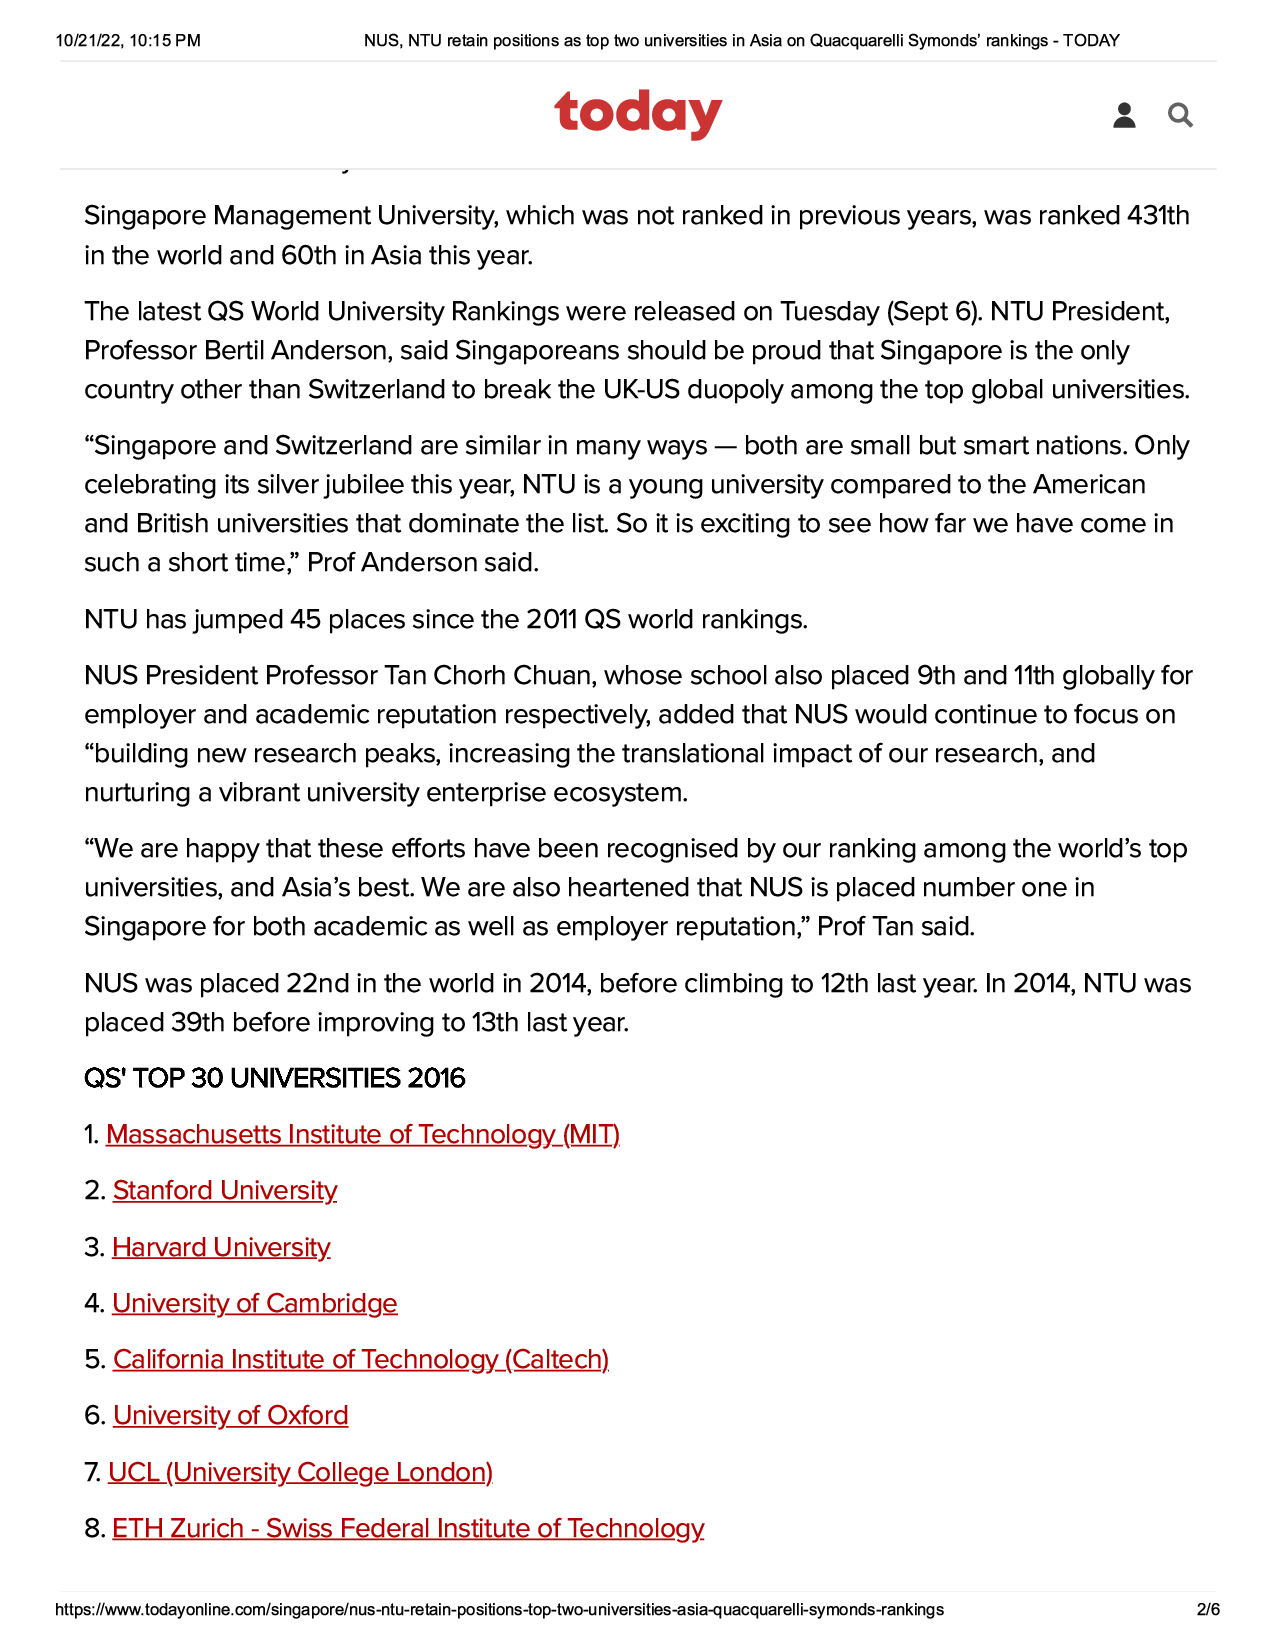 10/21/22, 10:15 PM NUS, NTU retain positions as top two universities in Asia on Quacquarelli Symonds’ rankings - TODAY
today
Singapore Management University, which was not ranked in previous years, was ranked 431th
in the world and 60th in Asia this year.
The latest QS World University Rankings were released on Tuesday (Sept 6). NTU President,
Professor Bertil Anderson, said Singaporeans should be proud that Singapore is the only
country other than Switzerland to break the UK-US duopoly among the top global universities.
“Singapore and Switzerland are similar in many ways — both are small but smart nations. Only
celebrating its silver jubilee this year, NTU is a young university compared to the American
and British universities that dominate the list. So it is exciting to see how far we have come in
such a short time,” Prof Anderson said.
NTU has jumped 45 places since the 2011 QS world rankings.
NUS President Professor Tan Chorh Chuan, whose school also placed 9th and 11th globally for
employer and academic reputation respectively, added that NUS would continue to focus on
“building new research peaks, increasing the translational impact of our research, and
nurturing a vibrant university enterprise ecosystem.
“We are happy that these efforts have been recognised by our ranking among the world’s top
universities, and Asia’s best. We are also heartened that NUS is placed number one in
Singapore for both academic as well as employer reputation,” Prof Tan said.
NUS was placed 22nd in the world in 2014, before climbing to 12th last year. In 2014, NTU was
placed 39th before improving to 13th last year.
QS' TOP 30 UNIVERSITIES 2016
1. Massachusetts Institute of Technology (MIT)
2. Stanford University
3. Harvard University
4. University of Cambridge
5. California Institute of Technology (Caltech)
6. University of Oxford
7. UCL (University College London)
8. ETH Zurich - Swiss Federal Institute of Technology
https://www.todayonline.com/singapore/nus-ntu-retain-positions-top-two-universities-asia-quacquarelli-symonds-rankings 2/6